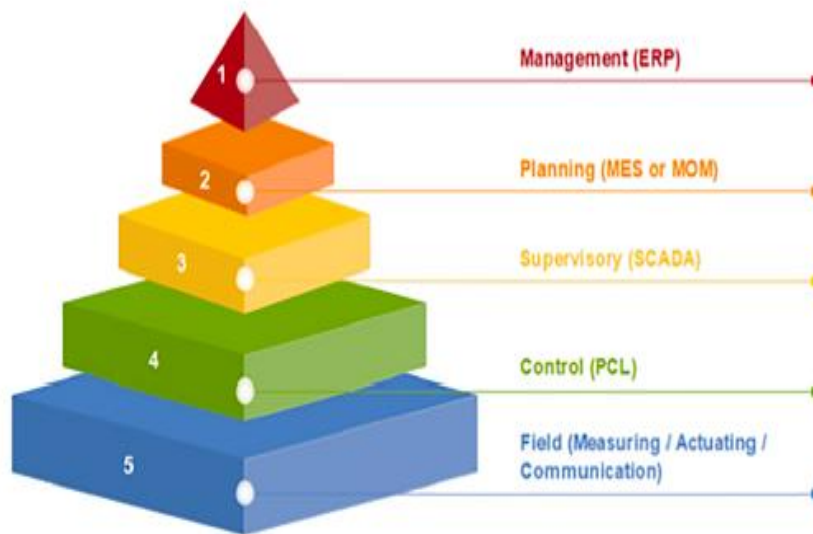 1
Management (ERP)
2
Planning (MES or MOM)
3
Supervisory (SCADA)
4
Control (PCL)
5
Field (Measuring / Actuating /
Communication)